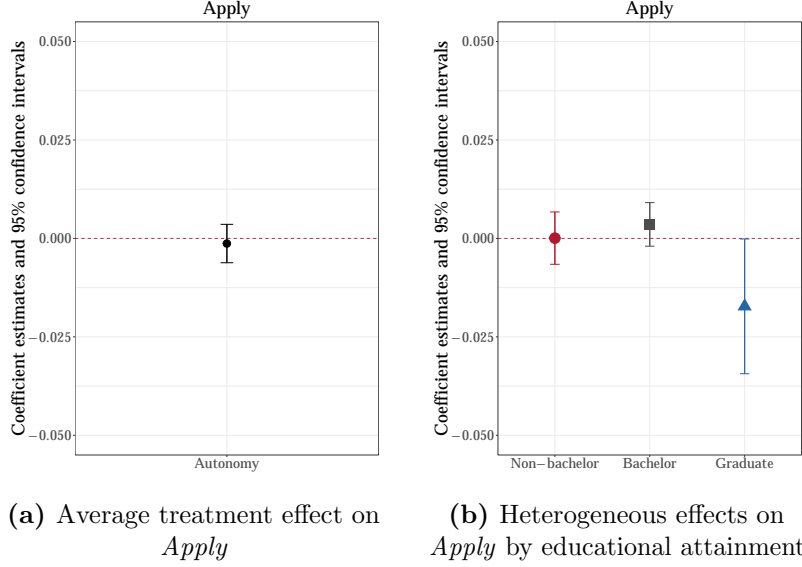 Apply
Coefficient estimates and 95% confidence intervals
0.050
0.025
0.000
−0.025
−0.050
Autonomy
(a) Average treatment effect on
Apply
Apply
Coefficient estimates and 95% confidence intervals
0.050
0.025
0.000
−0.025
−0.050
Non−bachelor Bachelor Graduate
(b) Heterogeneous effects on
Apply by educational attainment